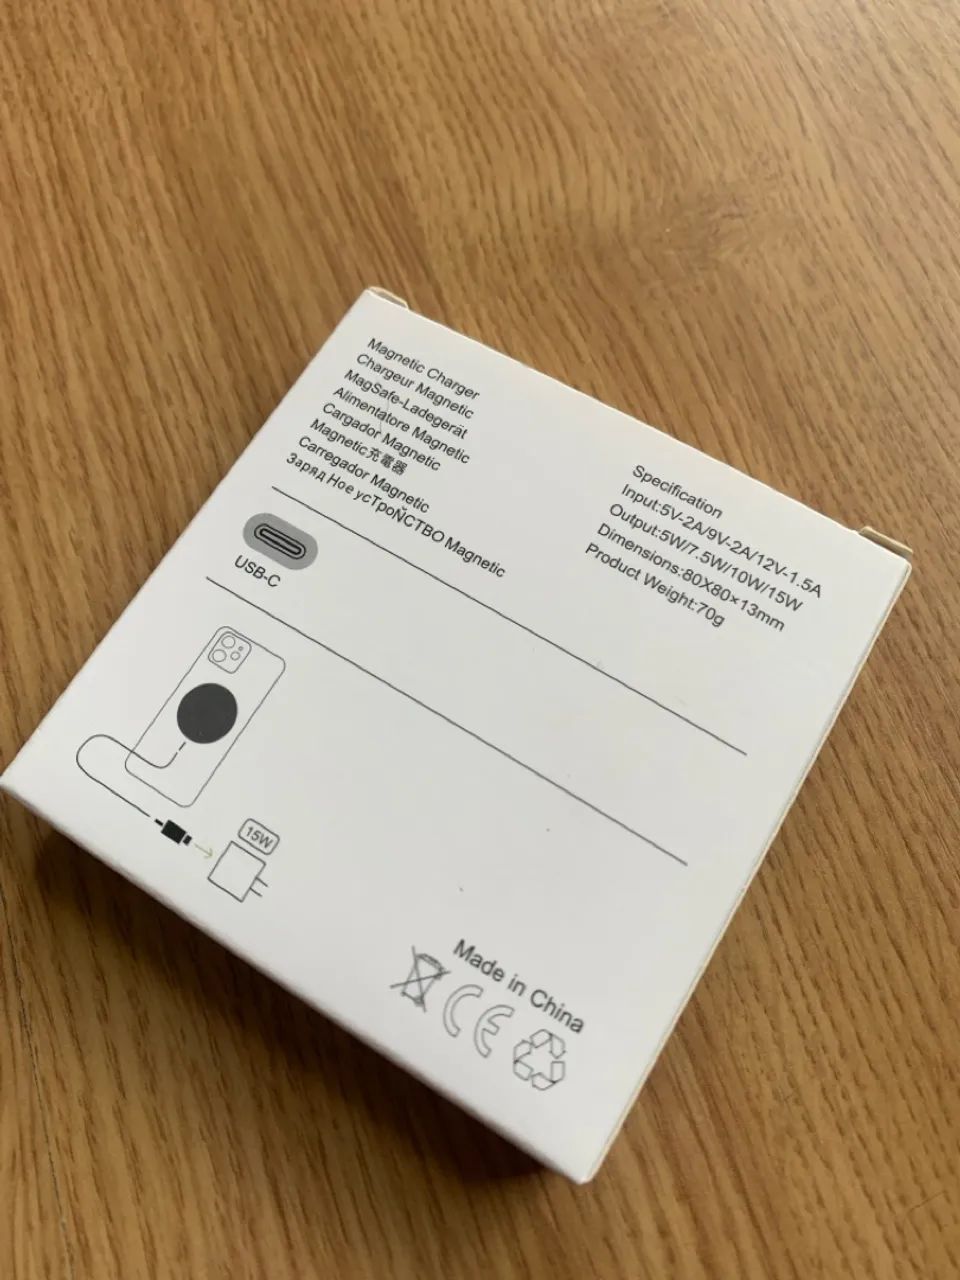 Magnetic Charger
Chargeur Magnetic
MagSafe-Ladegerät
Alimentatore Magnetic
Cargador Magnetic
Magnetic充電器
Carregador Magnetic
Заряд Ное усТроЙСТВО Magnetic
Specification
Input:5V-2A/9V-2A/12V-1.5A
Output:5W/7.5W/10W/15W
Dimensions:80X80×13mm
Product Weight:70g
USB-C
15W
Made in China
CE